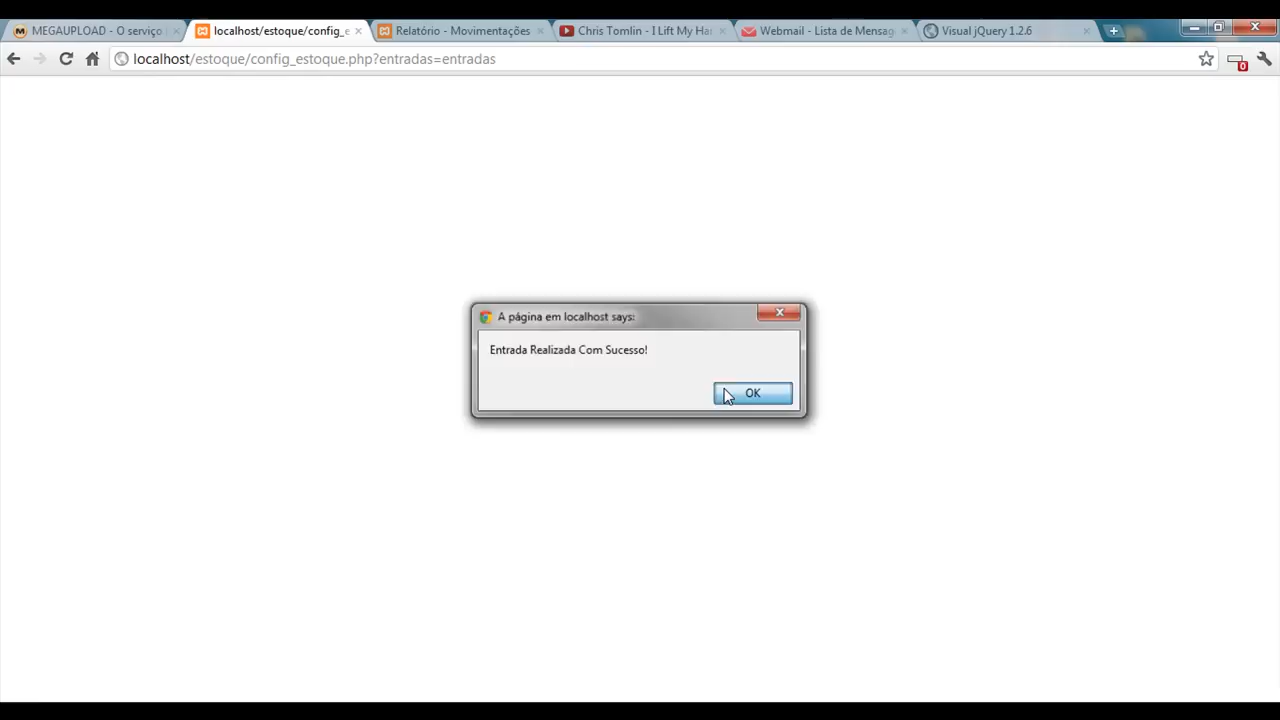 MEGAUPLOAD - O serviço
localhost/estoque/config_e
Relatório - Movimentações
Chris Tomlin - I Lift My Ha
Webmail - Lista de Mensag
Visual jQuery 1.2.6
localhost/estoque/config_estoque.php?entradas=entradas
0
A página em localhost says:
Entrada Realizada Com Sucesso!
OK